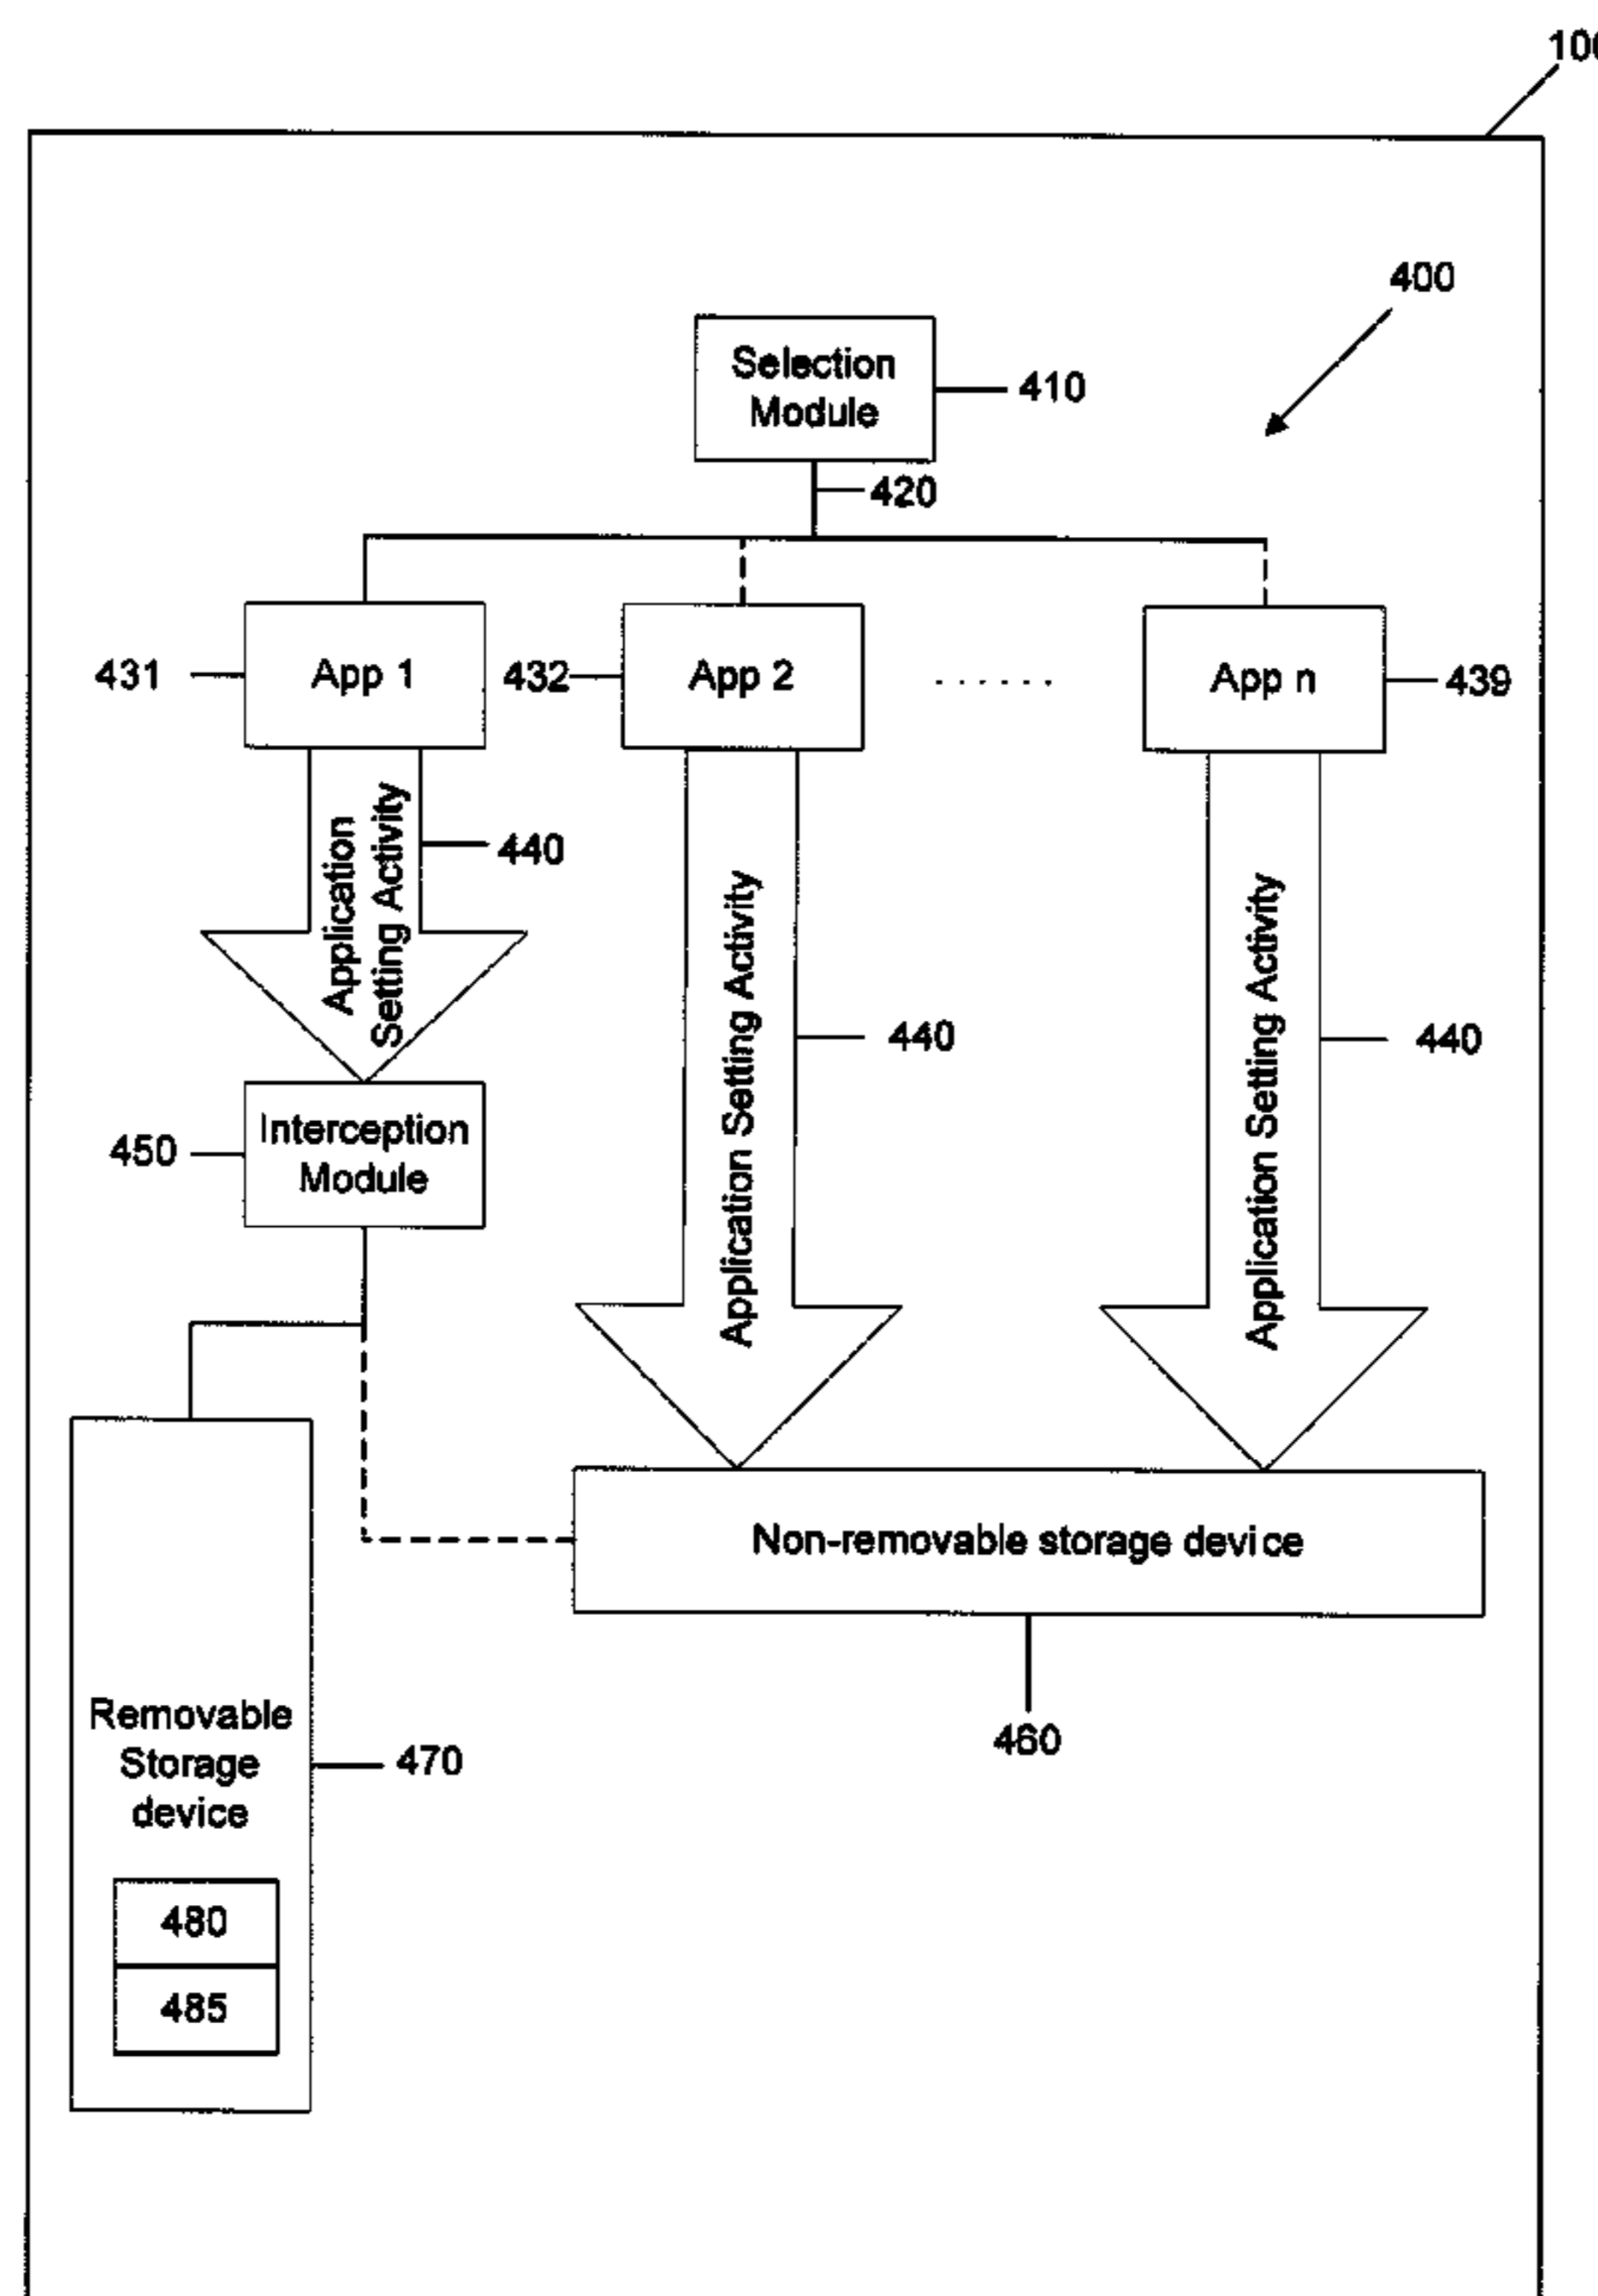 400
Selection
Module
410
420
431
App 1
432
App 2
. . . . . .
App n
439
Application
Setting Activity
440
Application Setting Activity
440
Application Setting Activity
440
450
Interception
Module
Non-removable storage device
460
Removable
Storage
device
470
480
485